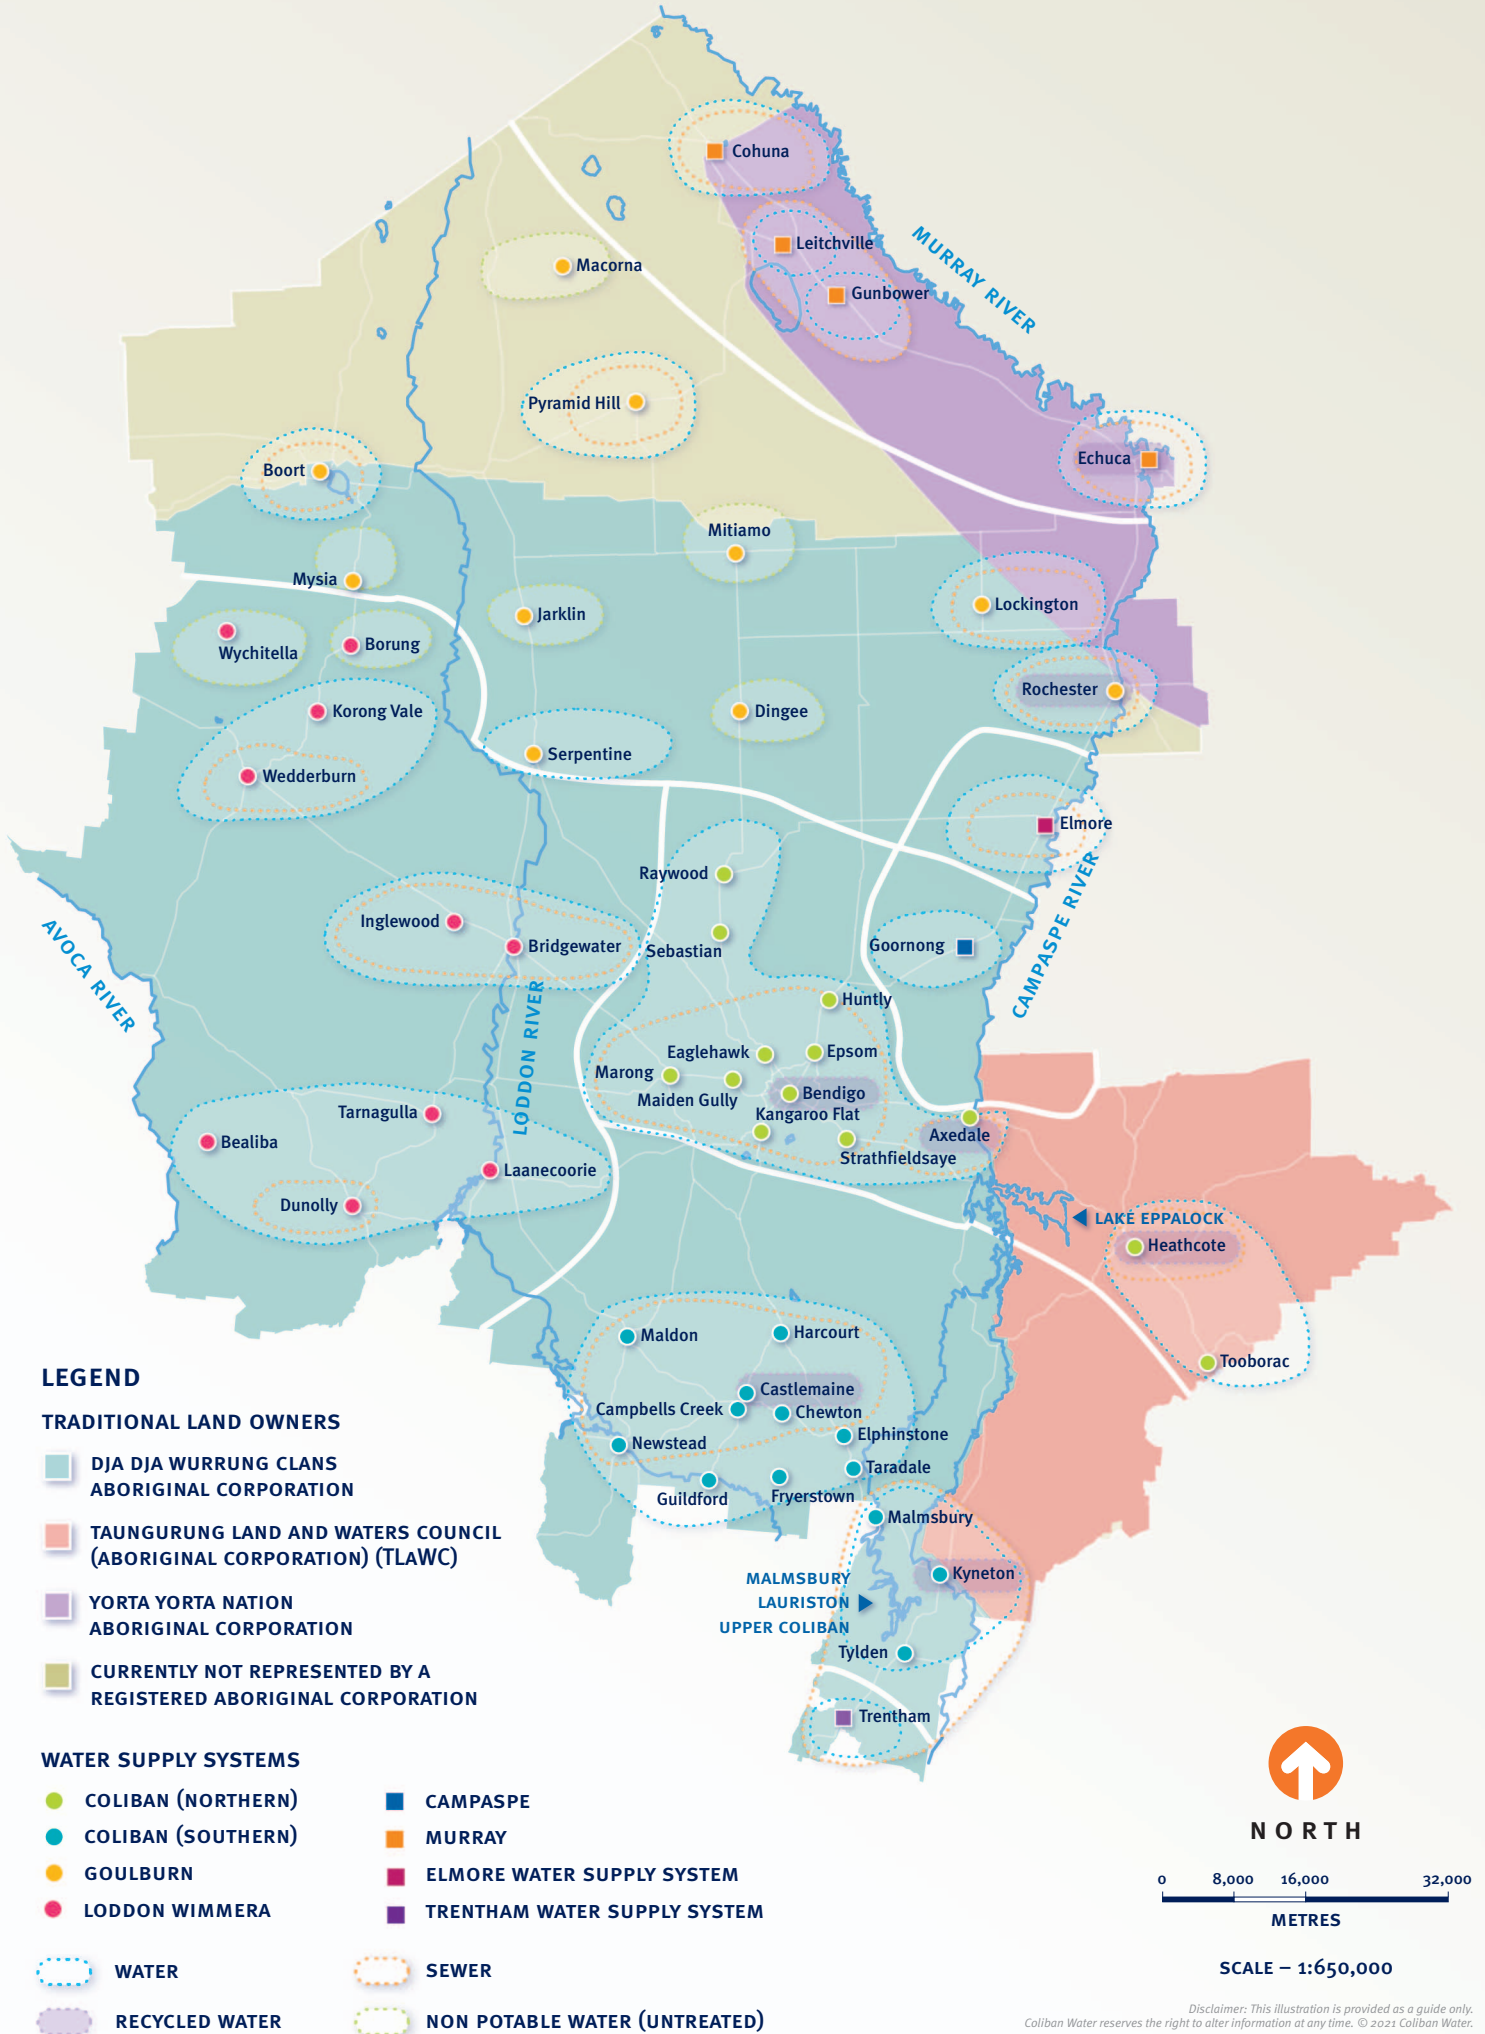 Cohuna
Leitchville
MURRAY RIVER
Macorna
Gunbower
Pyramid Hill
Boort
Echuca
Mitiamo
Mysia
Jarklin
Lockington
Wychitella
Borung
Rochester
Korong Vale
Dingee
Serpentine
Wedderburn
Elmore
Raywood
CAMPASPE RIVER
Inglewood
Bridgewater
Sebastian
Goornong
AVOCA RIVER
LODDON RIVER
Huntly
Eaglehawk
Epsom
Marong
Maiden Gully
Bendigo
Kangaroo Flat
Tarnagulla
Axedale
Bealiba
Strathfieldsaye
Laanecoorie
Dunolly
LAKE EPPALOCK
Heathcote
Maldon
Harcourt
Tooborac
Castlemaine
Campbells Creek
Chewton
Elphinstone
Newstead
Taradale
Guildford
Fryerstown
Malmsbury
Kyneton
MALMSBURY
LAURISTON
UPPER COLIBAN
Tylden
Trentham
LEGEND
TRADITIONAL LAND OWNERS
DJA DJA WURRUNG CLANS
ABORIGINAL CORPORATION
TAUNGURUNG LAND AND WATERS COUNCIL
(ABORIGINAL CORPORATION) (TLaWC)
YORTA YORTA NATION
ABORIGINAL CORPORATION
CURRENTLY NOT REPRESENTED BY A
REGISTERED ABORIGINAL CORPORATION
WATER SUPPLY SYSTEMS
COLIBAN (NORTHERN)
COLIBAN (SOUTHERN)
GOULBURN
LODDON WIMMERA
CAMPASPE
MURRAY
ELMORE WATER SUPPLY SYSTEM
TRENTHAM WATER SUPPLY SYSTEM
WATER
SEWER
RECYCLED WATER
NON POTABLE WATER (UNTREATED)
NORTH
0 8,000 16,000 32,000
METRES
SCALE – 1:650,000
Disclaimer: This illustration is provided as a guide only.
Coliban Water reserves the right to alter information at any time. © 2021 Coliban Water.